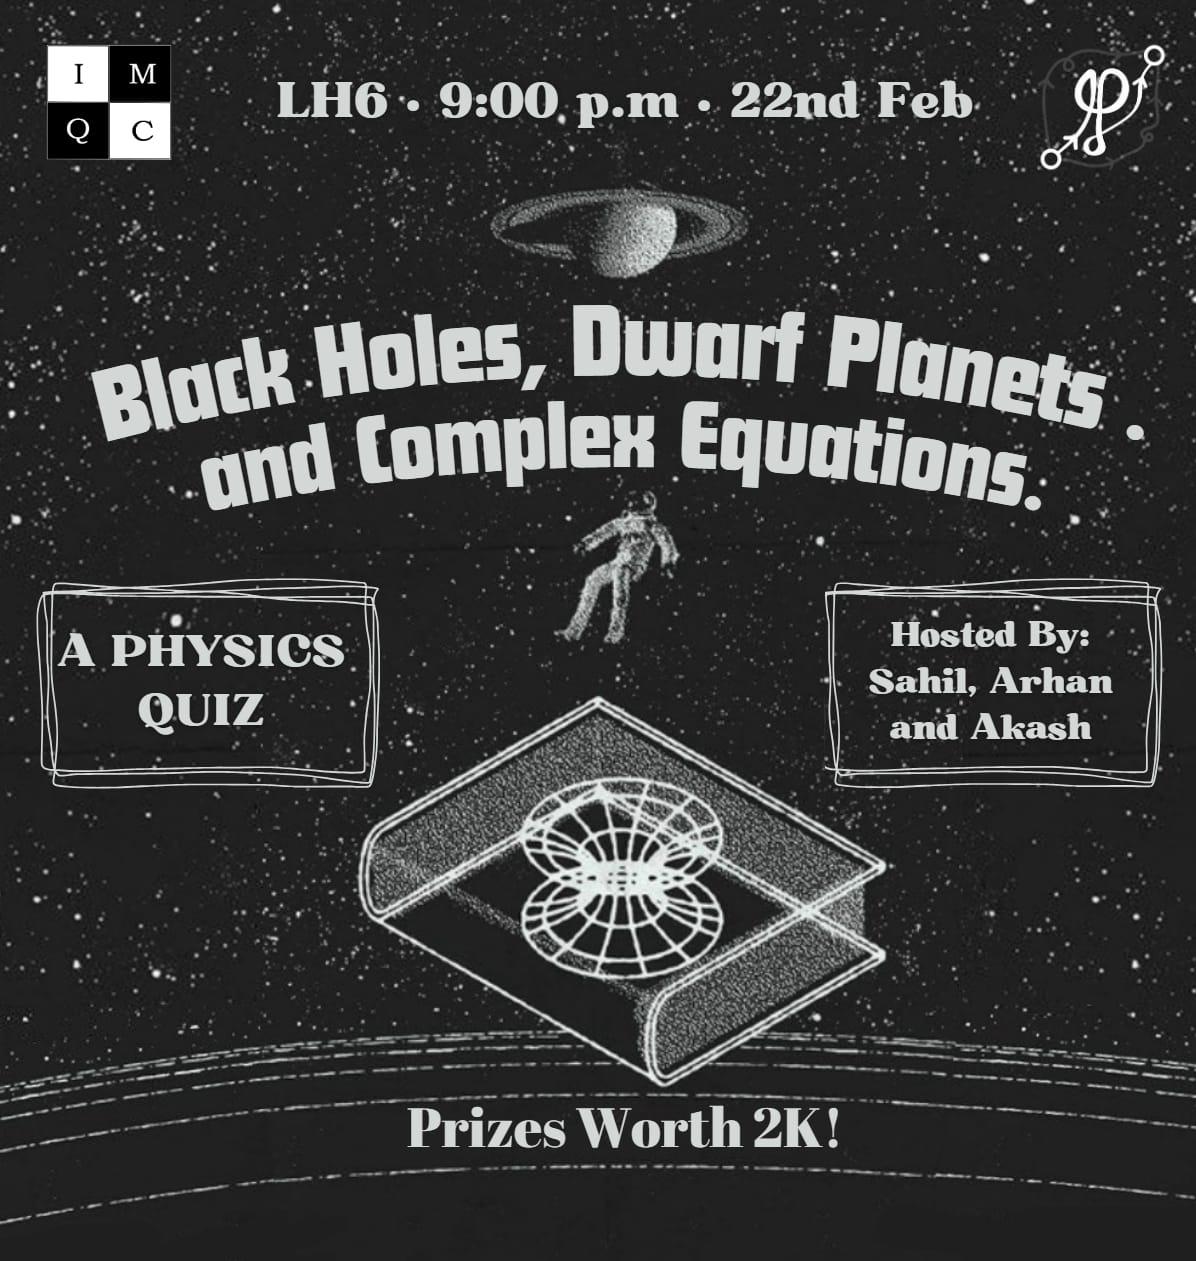 I M
Q C
LH6 · 9:00 p.m · 22nd Feb
Black Holes, Dwarf Planets .
and Complex Equations.
A PHYSICS
QUIZ
Hosted By:
Sahil, Arhan
and Akash
Prizes Worth 2K!